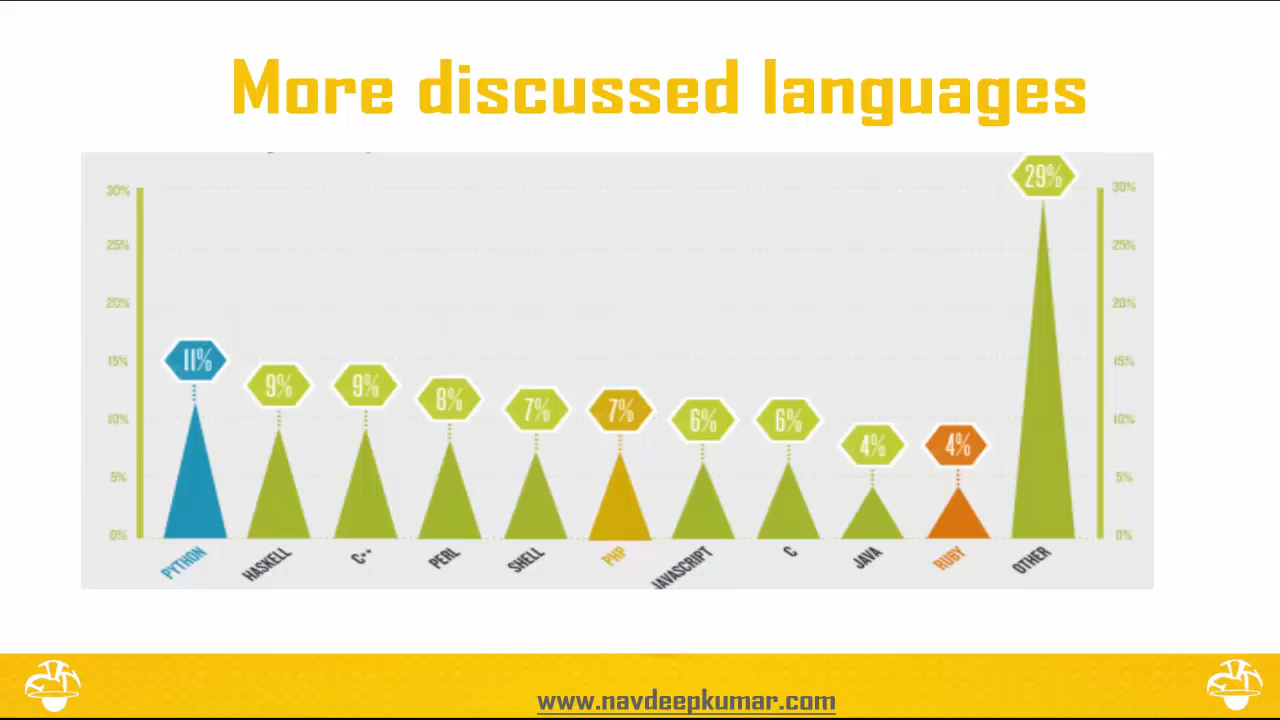 More discussed languages
30% 29% 30%
25% 25%
20% 20%
15% 11% 15%
9% 9% 8% 7% 7% 6% 6%
10% 10%
4% 4%
5% 5%
0% 0%
PYTHON HASKELL C++ PERL SHELL PHP JAVASCRIPT C JAVA RUBY OTHER
www.navdeepkumar.com